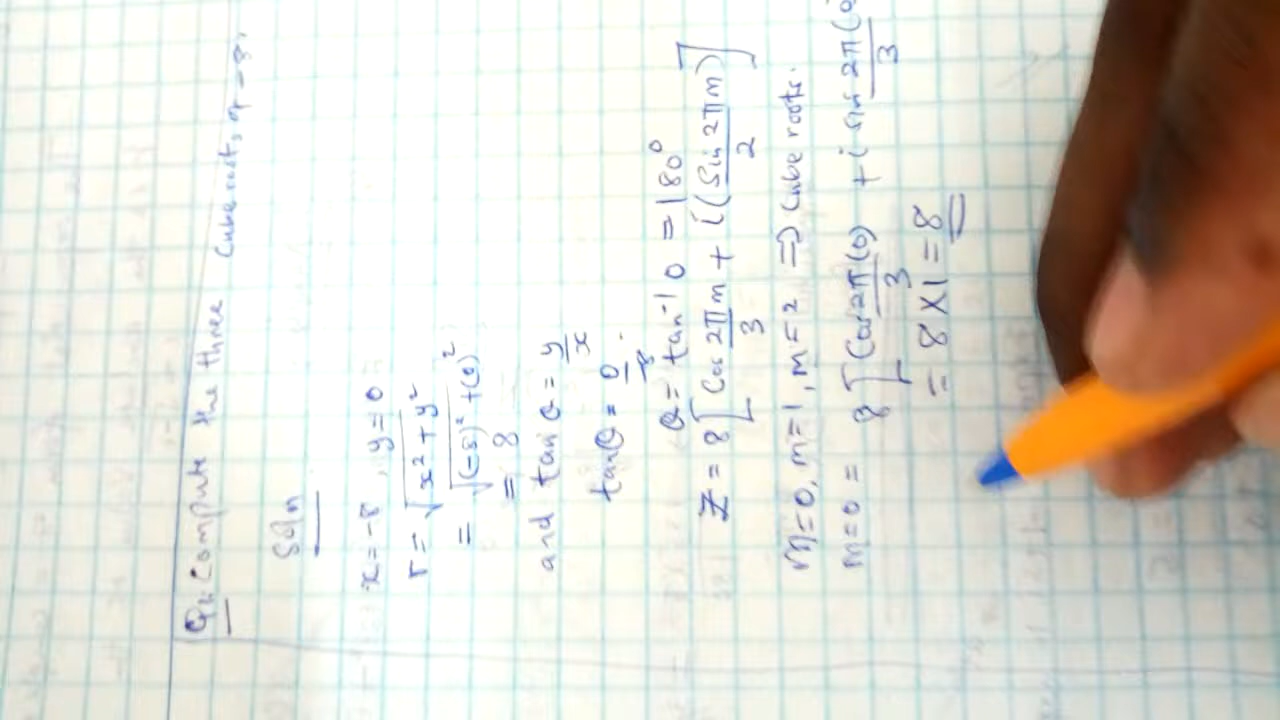 Q1. Compute the three cube roots of -8.
Soln
x = -8, y = 0
r = √x² + y²
= √(-8)² + (0)²
= 8
and tan θ = y/x
tan θ = 0/-8.
θ = tan⁻¹ 0 = 180°
Z = 8[Cos 2πm/3 + i(Sin 2πm)/2]
m=0, m=1, m=2 => Cube roots.
m=0 = 8[Cos 2π(0)/3 + i sin 2π(0/3
= 8 X 1 = 8